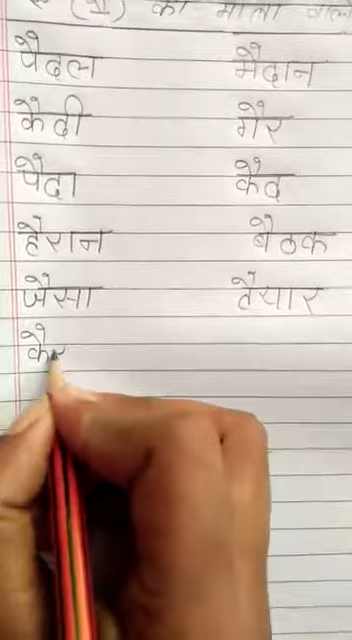 (ै) की मात्रा वाले
पैदल मैदान
कैदी गैर
पैदा कैद
हैरान बैठक
जैसा तैयार
कै